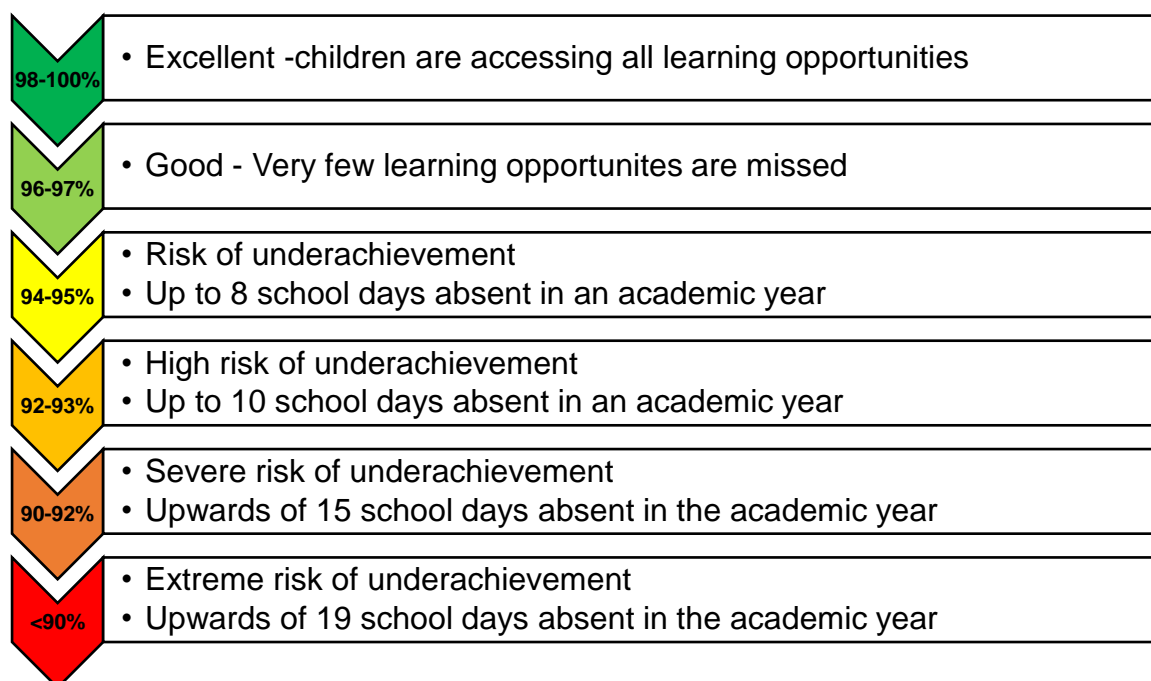 98-100%
• Excellent -children are accessing all learning opportunities
96-97%
• Good - Very few learning opportunites are missed
94-95%
• Risk of underachievement
• Up to 8 school days absent in an academic year
92-93%
• High risk of underachievement
• Up to 10 school days absent in an academic year
90-92%
• Severe risk of underachievement
• Upwards of 15 school days absent in the academic year
<90%
• Extreme risk of underachievement
• Upwards of 19 school days absent in the academic year